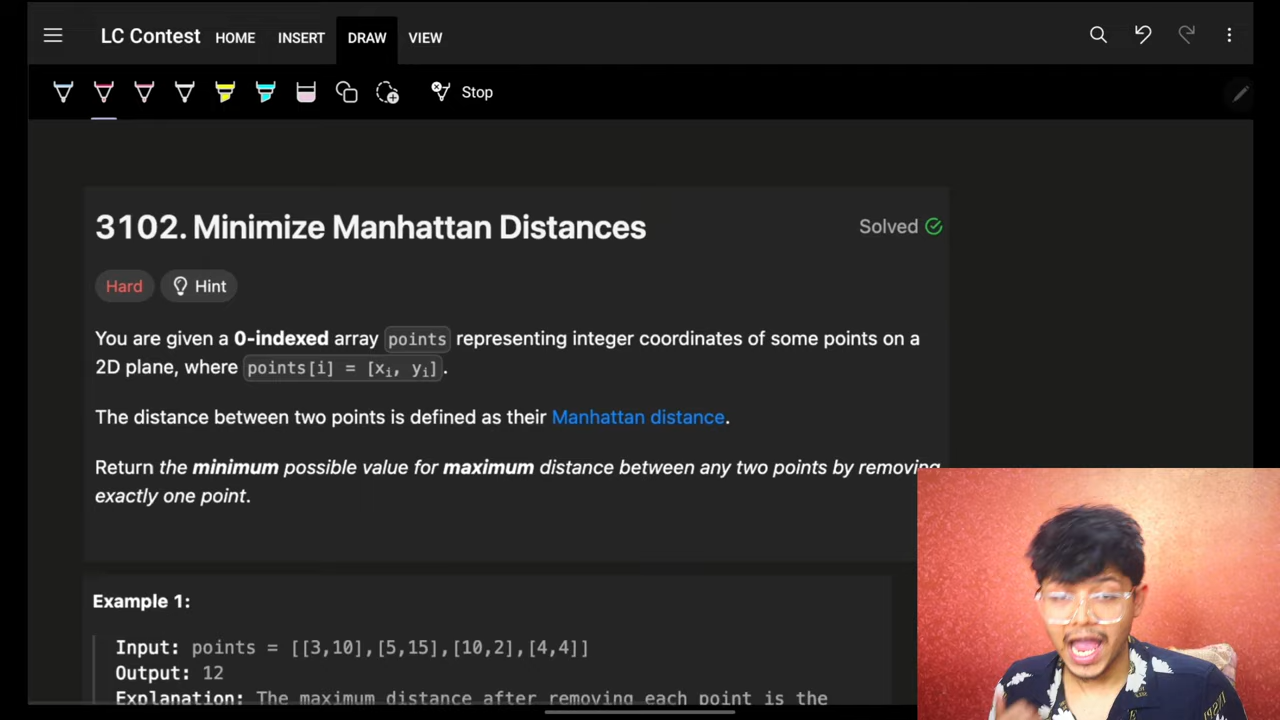 LC Contest HOME INSERT DRAW VIEW
Stop
3102. Minimize Manhattan Distances
Solved
Hard Hint
You are given a 0-indexed array points representing integer coordinates of some points on a
2D plane, where points[i] = [xi, yi].
The distance between two points is defined as their Manhattan distance.
Return the minimum possible value for maximum distance between any two points by removing
exactly one point.
Example 1:
Input: points = [[3,10],[5,15],[10,2],[4,4]]
Output: 12
Explanation: The maximum distance after removing each point is the